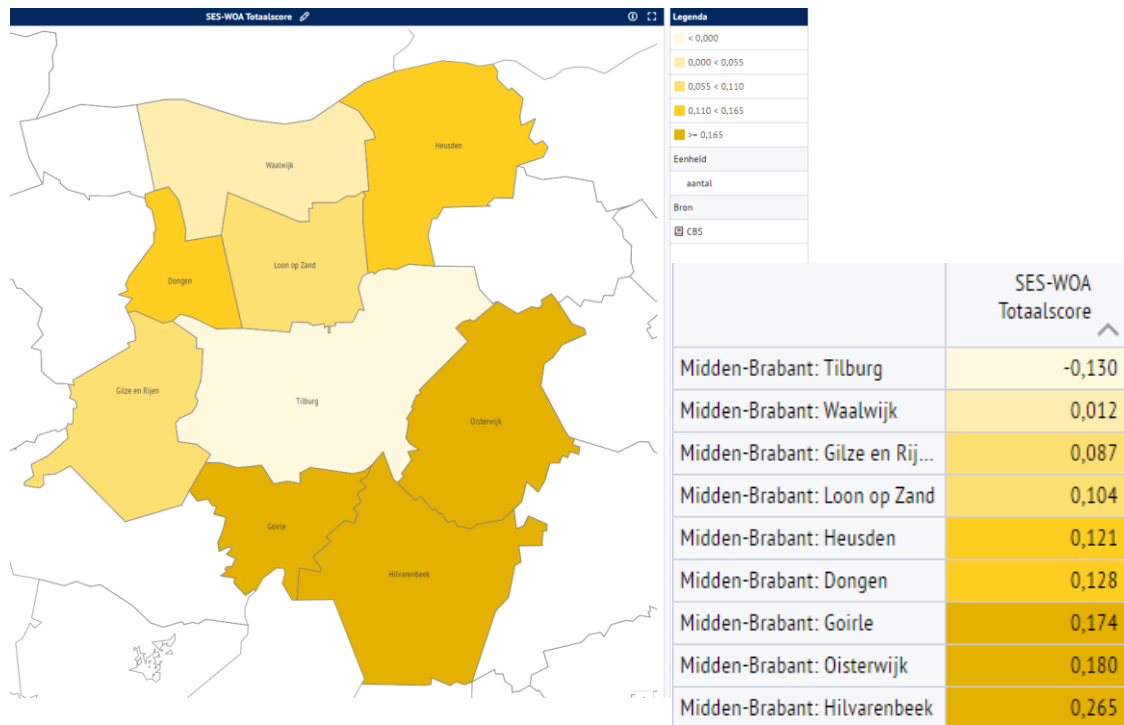 SES-WOA Totaalscore
Legenda
< 0,000
0,000 < 0,055
0,055 < 0,110
0,110 < 0,165
>= 0,165
Eenheid
aantal
Bron
CBS
Heusden
Waalwijk
Loon op Zand
Dongen
Gilze en Rijen
Tilburg
Oisterwijk
Goirle
Hilvarenbeek
SES-WOA
Totaalscore
Midden-Brabant: Tilburg -0,130
Midden-Brabant: Waalwijk 0,012
Midden-Brabant: Gilze en Rij... 0,087
Midden-Brabant: Loon op Zand 0,104
Midden-Brabant: Heusden 0,121
Midden-Brabant: Dongen 0,128
Midden-Brabant: Goirle 0,174
Midden-Brabant: Oisterwijk 0,180
Midden-Brabant: Hilvarenbeek 0,265